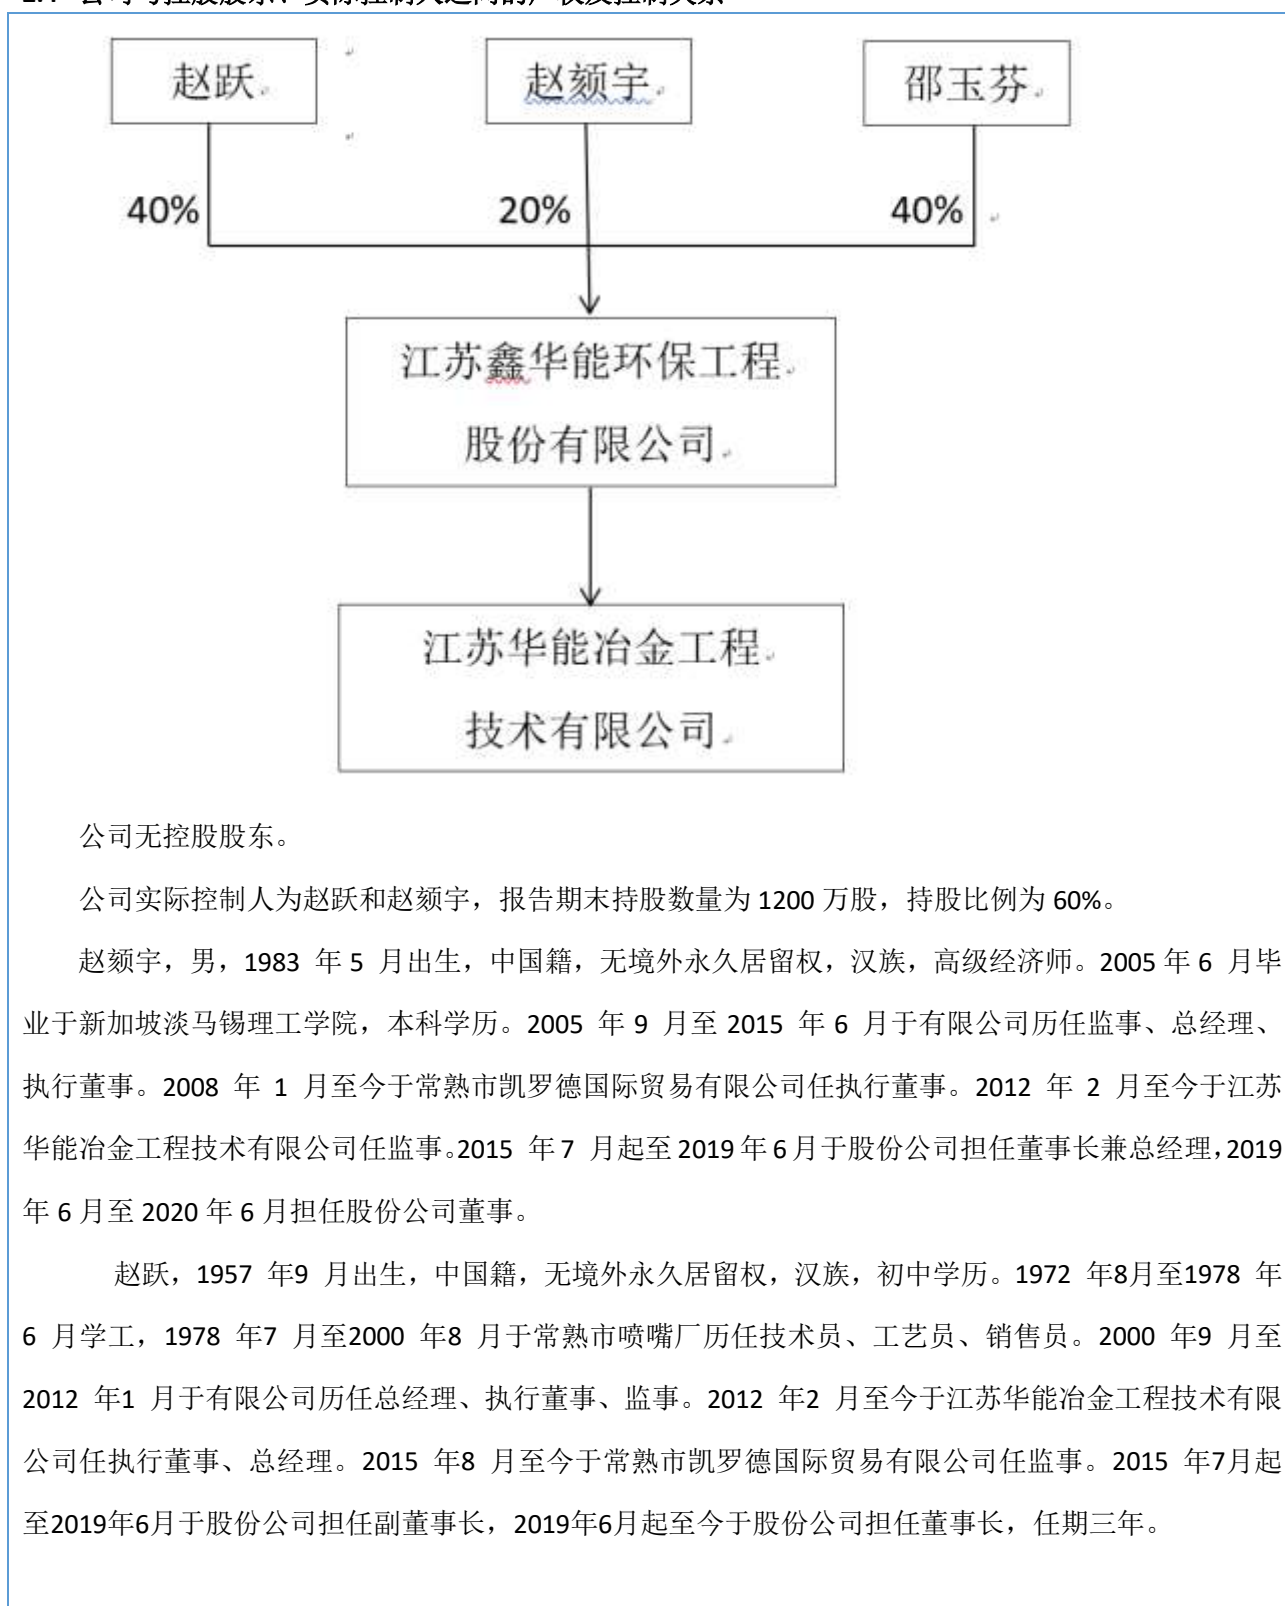 赵跃
赵颏宇
邵玉芬
40%
20%
40%
江苏鑫华能环保工程
股份有限公司
江苏华能冶金工程
技术有限公司
公司无控股股东。
公司实际控制人为赵跃和赵颏宇，报告期末持股数量为 1200 万股，持股比例为 60%。
赵颏宇，男，1983 年 5 月出生，中国籍，无境外永久居留权，汉族，高级经济师。2005 年 6 月毕
业于新加坡淡马锡理工学院，本科学历。2005 年 9 月至 2015 年 6 月于有限公司历任监事、总经理、
执行董事。2008 年 1 月至今于常熟市凯罗德国际贸易有限公司任执行董事。2012 年 2 月至今于江苏
华能冶金工程技术有限公司任监事。2015 年 7 月起至 2019 年 6 月于股份公司担任董事长兼总经理，2019
年 6 月至 2020 年 6 月担任股份公司董事。
赵跃，1957 年9 月出生，中国籍，无境外永久居留权，汉族，初中学历。1972 年8月至1978 年
6 月学工，1978 年7 月至2000 年8 月于常熟市喷嘴厂历任技术员、工艺员、销售员。2000 年9 月至
2012 年1 月于有限公司历任总经理、执行董事、监事。2012 年2 月至今于江苏华能冶金工程技术有限
公司任执行董事、总经理。2015 年8 月至今于常熟市凯罗德国际贸易有限公司任监事。2015 年7月起
至2019年6月于股份公司担任副董事长，2019年6月起至今于股份公司担任董事长，任期三年。